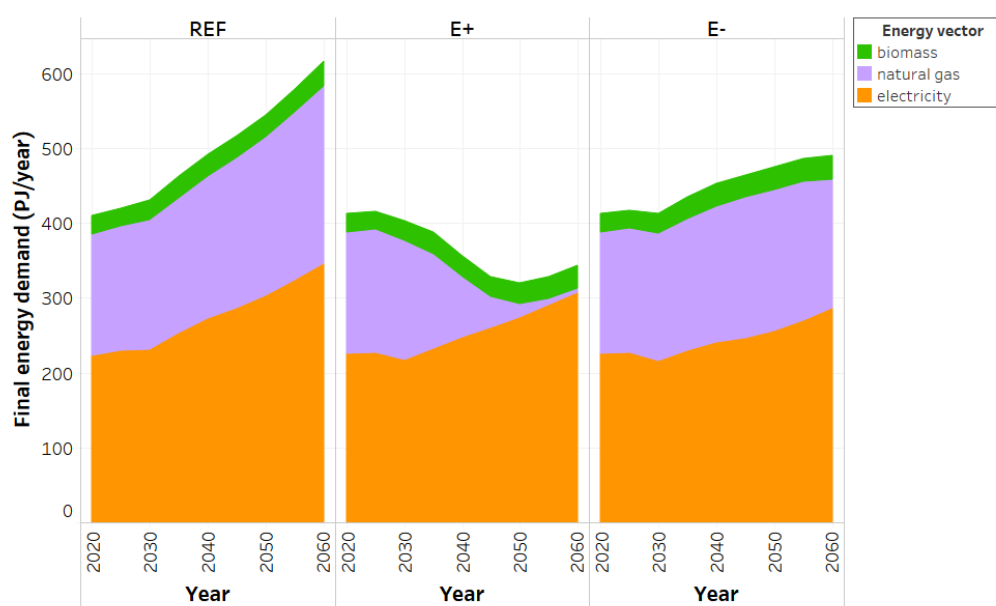 REF
E+
E-
Energy vector
biomass
natural gas
electricity
Final energy demand (PJ/year)
600
500
400
300
200
100
0
2020
2030
2040
2050
2060
2020
2030
2040
2050
2060
2020
2030
2040
2050
2060
Year
Year
Year